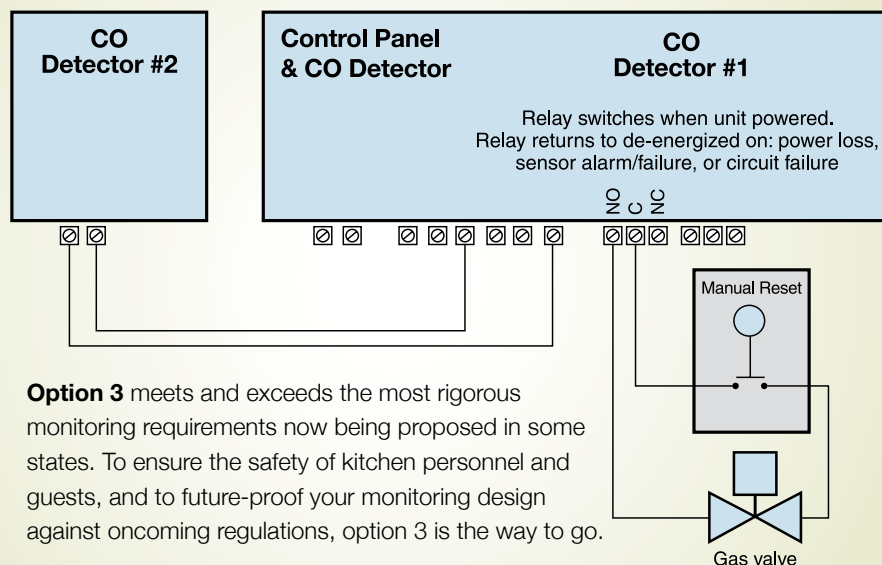 CO
Detector #2
Control Panel
& CO Detector
CO
Detector #1
Relay switches when unit powered.
Relay returns to de-energized on: power loss,
sensor alarm/failure, or circuit failure
NO
C
NC
Manual Reset
Option 3 meets and exceeds the most rigorous
monitoring requirements now being proposed in some
states. To ensure the safety of kitchen personnel and
guests, and to future-proof your monitoring design
against oncoming regulations, option 3 is the way to go.
Gas valve